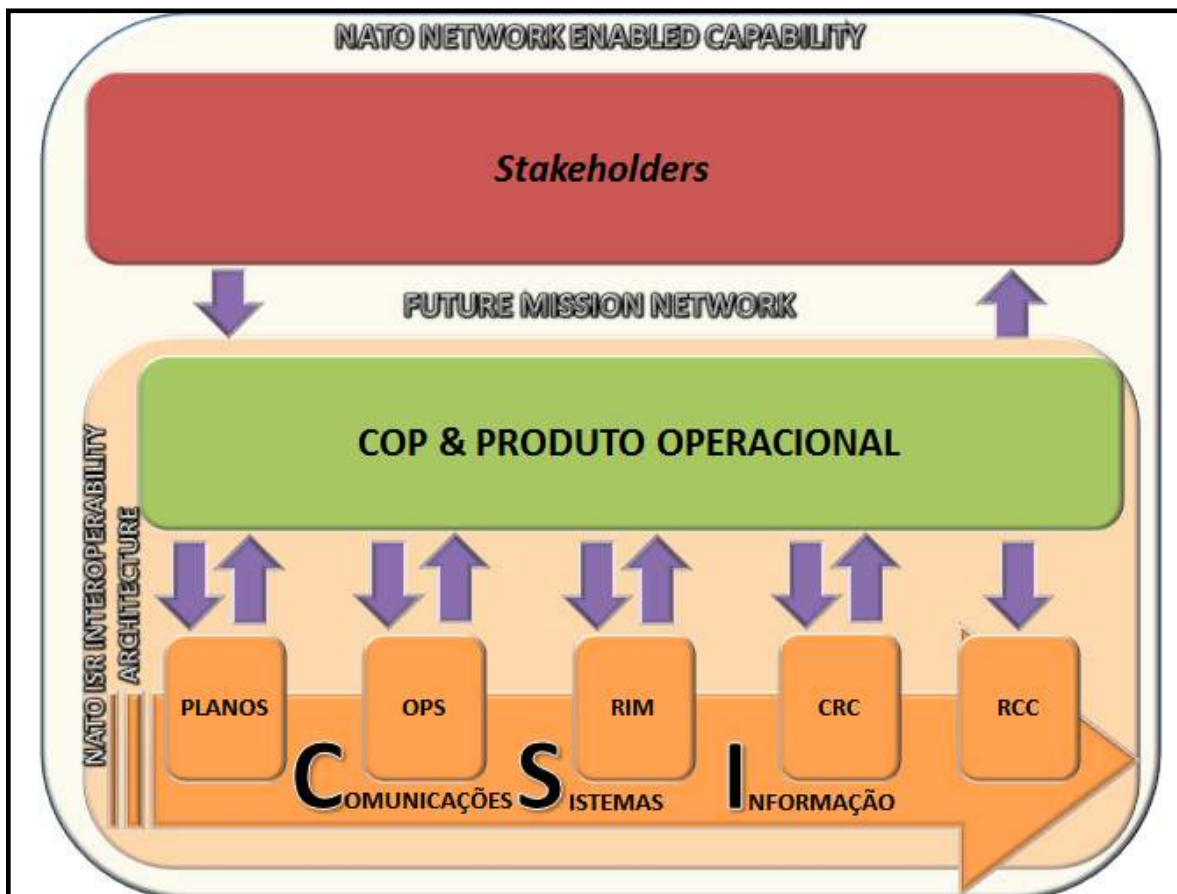 NATO NETWORK ENABLED CAPABILITY
Stakeholders
FUTURE MISSION NETWORK
COP & PRODUTO OPERACIONAL
NATO ISR INTEROPERABILITY
ARCHITECTURE
PLANOS
OPS
RIM
CRC
RCC
COMUNICAÇÕES SISTEMAS INFORMAÇÃO